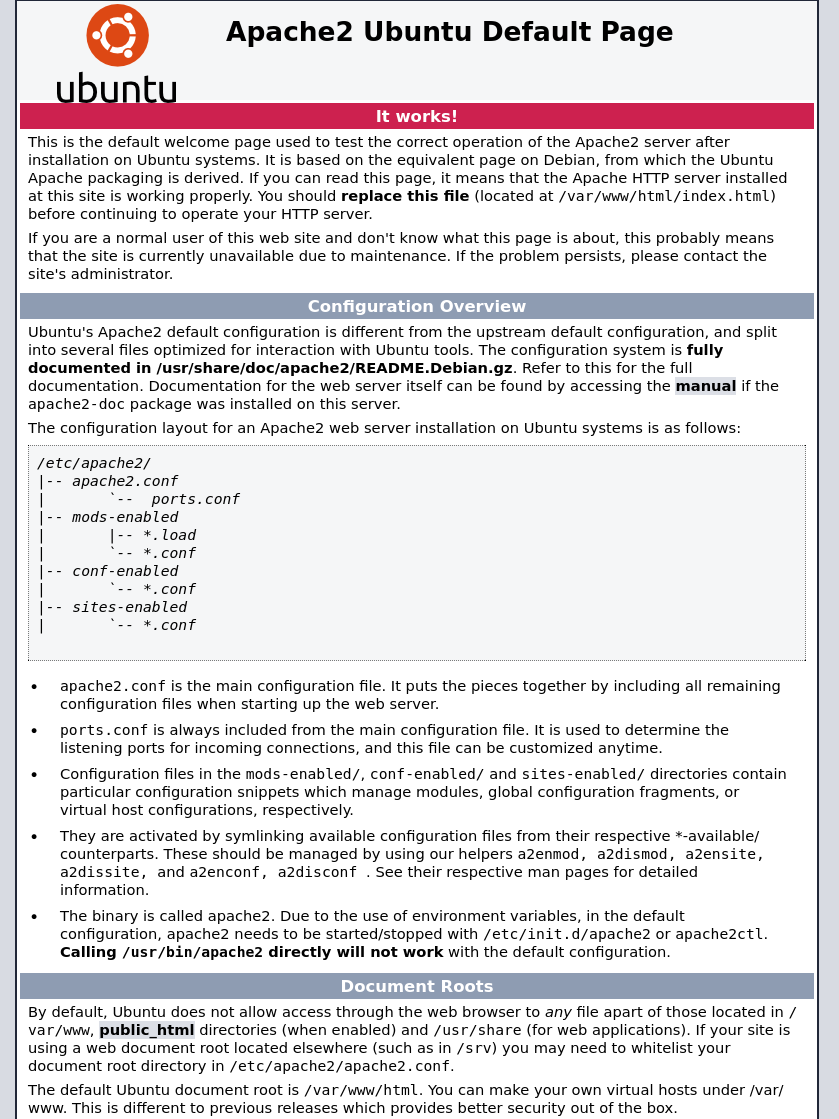 Apache2 Ubuntu Default Page
ubuntu
It works!
This is the default welcome page used to test the correct operation of the Apache2 server after
installation on Ubuntu systems. It is based on the equivalent page on Debian, from which the Ubuntu
Apache packaging is derived. If you can read this page, it means that the Apache HTTP server installed
at this site is working properly. You should replace this file (located at /var/www/html/index.html)
before continuing to operate your HTTP server.
If you are a normal user of this web site and don't know what this page is about, this probably means
that the site is currently unavailable due to maintenance. If the problem persists, please contact the
site's administrator.
Configuration Overview
Ubuntu's Apache2 default configuration is different from the upstream default configuration, and split
into several files optimized for interaction with Ubuntu tools. The configuration system is fully
documented in /usr/share/doc/apache2/README.Debian.gz. Refer to this for the full
documentation. Documentation for the web server itself can be found by accessing the manual if the
apache2-doc package was installed on this server.
The configuration layout for an Apache2 web server installation on Ubuntu systems is as follows:
/etc/apache2/
|-- apache2.conf
|       `--  ports.conf
|-- mods-enabled
|       |-- *.load
|       `-- *.conf
|-- conf-enabled
|       `-- *.conf
|-- sites-enabled
|       `-- *.conf
• apache2.conf is the main configuration file. It puts the pieces together by including all remaining
configuration files when starting up the web server.
• ports.conf is always included from the main configuration file. It is used to determine the
listening ports for incoming connections, and this file can be customized anytime.
• Configuration files in the mods-enabled/, conf-enabled/ and sites-enabled/ directories contain
particular configuration snippets which manage modules, global configuration fragments, or
virtual host configurations, respectively.
• They are activated by symlinking available configuration files from their respective *-available/
counterparts. These should be managed by using our helpers a2enmod, a2dismod, a2ensite,
a2dissite, and a2enconf, a2disconf . See their respective man pages for detailed
information.
• The binary is called apache2. Due to the use of environment variables, in the default
configuration, apache2 needs to be started/stopped with /etc/init.d/apache2 or apache2ctl.
Calling /usr/bin/apache2 directly will not work with the default configuration.
Document Roots
By default, Ubuntu does not allow access through the web browser to any file apart of those located in /
var/www, public_html directories (when enabled) and /usr/share (for web applications). If your site is
using a web document root located elsewhere (such as in /srv) you may need to whitelist your
document root directory in /etc/apache2/apache2.conf.
The default Ubuntu document root is /var/www/html. You can make your own virtual hosts under /var/
www. This is different to previous releases which provides better security out of the box.